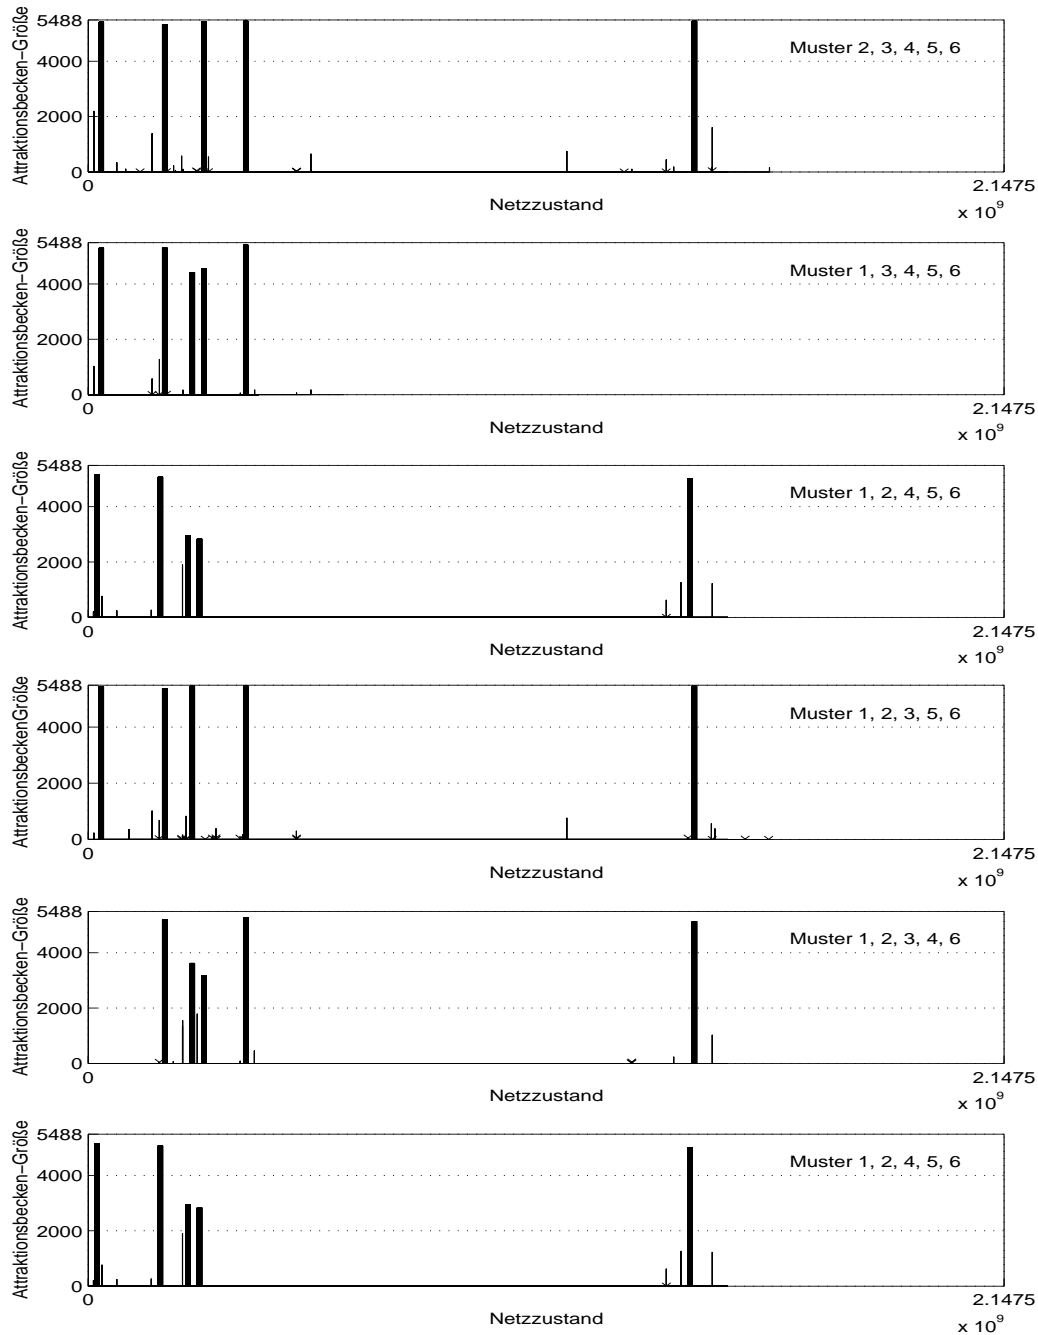 Attraktionsbecken−Größe
5488
4000
2000
0
Muster 2, 3, 4, 5, 6
0
2.1475
Netzzustand
x 10^9
Attraktionsbecken−Größe
5488
4000
2000
0
Muster 1, 3, 4, 5, 6
0
2.1475
Netzzustand
x 10^9
Attraktionsbecken−Größe
5488
4000
2000
0
Muster 1, 2, 4, 5, 6
0
2.1475
Netzzustand
x 10^9
AttraktionsbeckenGröße
5488
4000
2000
0
Muster 1, 2, 3, 5, 6
0
2.1475
Netzzustand
x 10^9
Attraktionsbecken−Größe
5488
4000
2000
0
Muster 1, 2, 3, 4, 6
0
2.1475
Netzzustand
x 10^9
Attraktionsbecken−Größe
5488
4000
2000
0
Muster 1, 2, 4, 5, 6
0
2.1475
Netzzustand
x 10^9